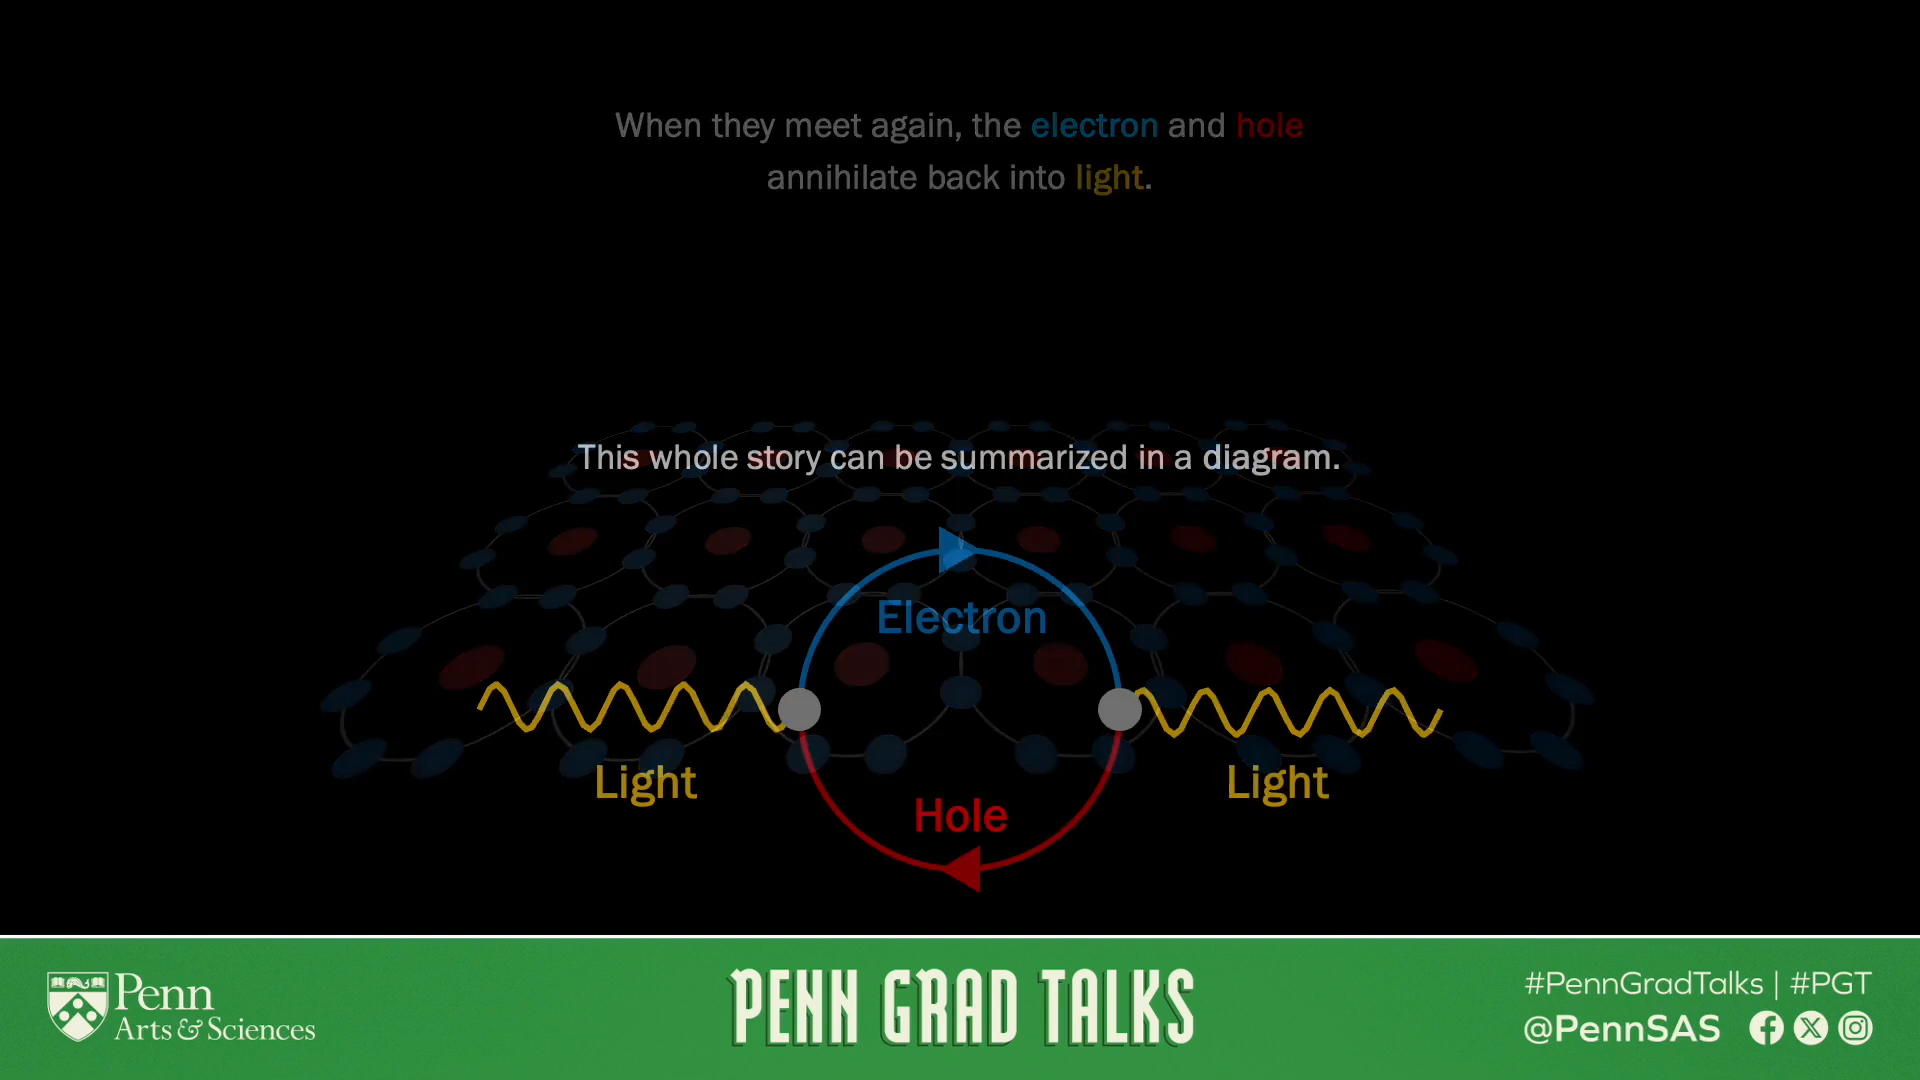 When they meet again, the electron and hole
annihilate back into light.
This whole story can be summarized in a diagram.
Electron
Light
Light
Hole
Penn
Arts & Sciences
PENN GRAD TALKS
#PennGradTalks | #PGT
@PennSAS